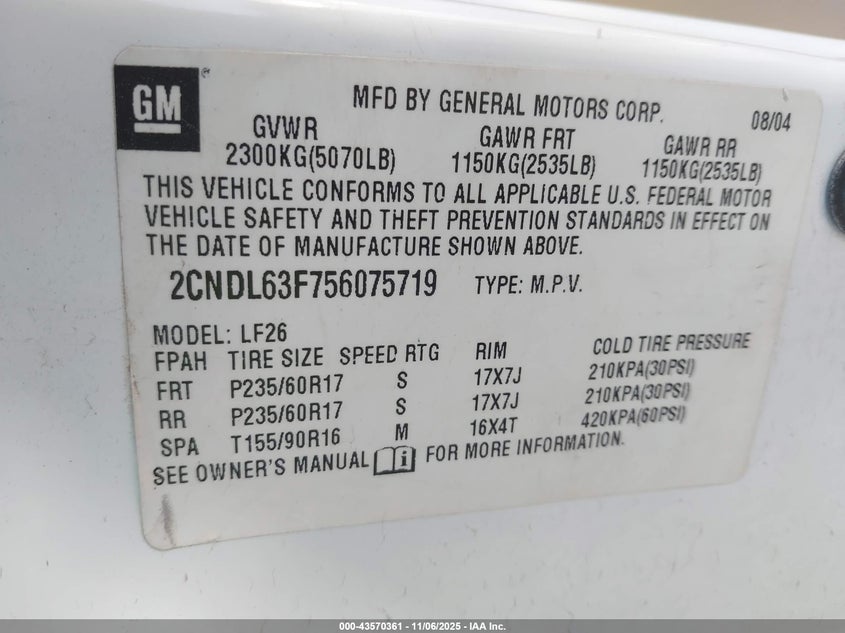 GM
MFD BY GENERAL MOTORS CORP. 08/04
GVWR GAWR FRT GAWR RR
2300KG(5070LB) 1150KG(2535LB) 1150KG(2535LB)
THIS VEHICLE CONFORMS TO ALL APPLICABLE U.S. FEDERAL MOTOR
VEHICLE SAFETY AND THEFT PREVENTION STANDARDS IN EFFECT ON
THE DATE OF MANUFACTURE SHOWN ABOVE.
2CNDL63F756075719 TYPE: M.P.V.
MODEL: LF26
FPAH TIRE SIZE SPEED RTG RIM COLD TIRE PRESSURE
FRT P235/60R17 S 17X7J 210KPA(30PSI)
RR P235/60R17 S 17X7J 210KPA(30PSI)
SPA T155/90R16 M 16X4T 420KPA(60PSI)
SEE OWNER'S MANUAL i FOR MORE INFORMATION.
000-43570361 - 11/06/2025 - IAA Inc.